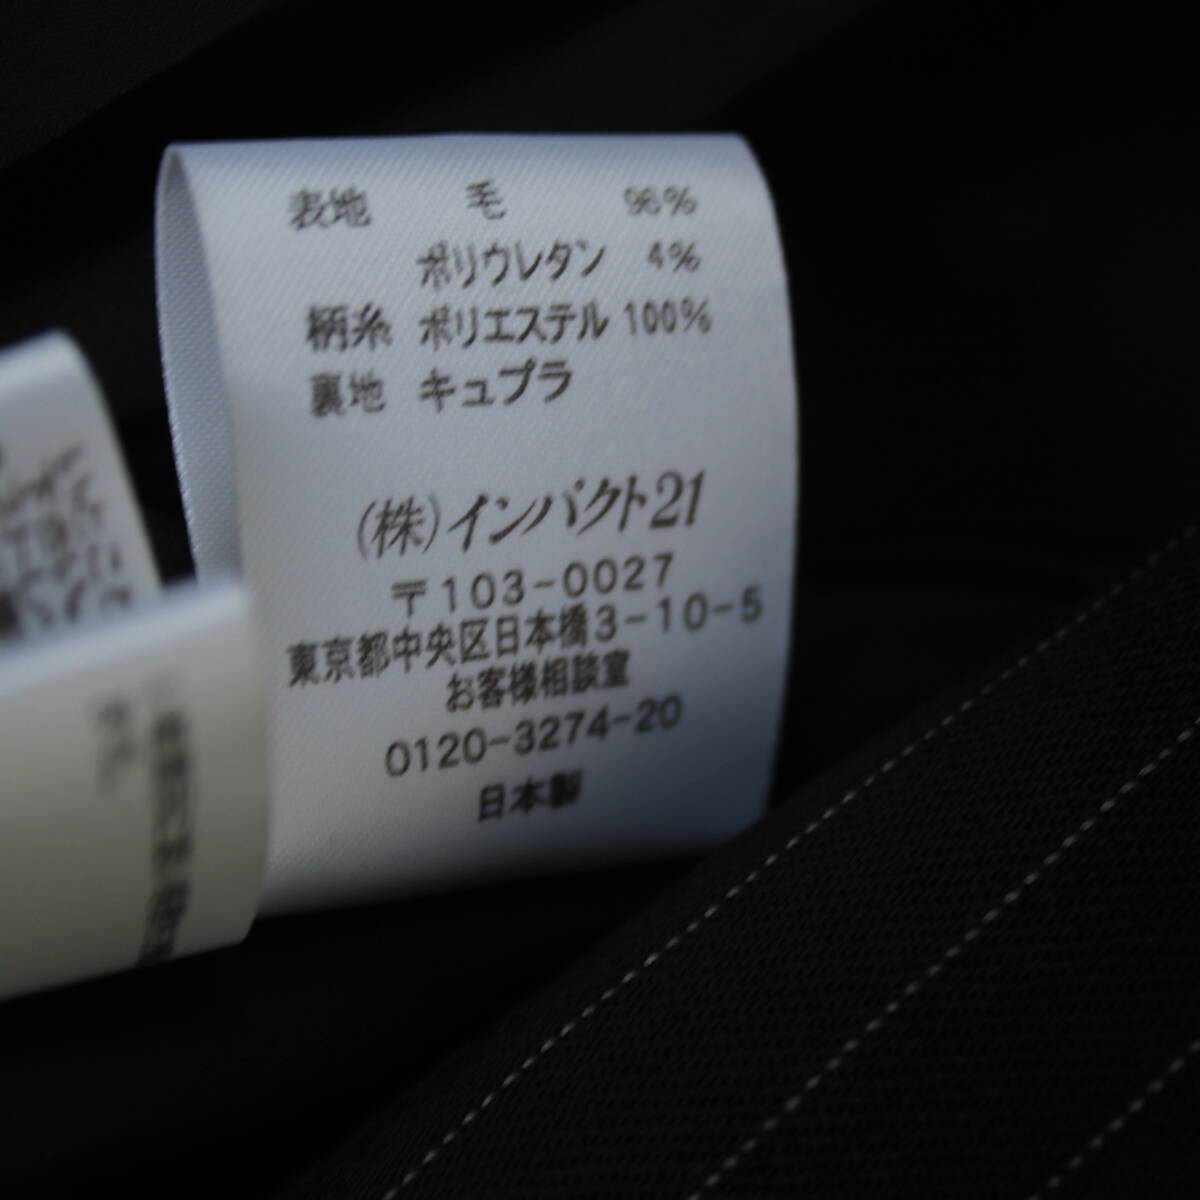 表地 毛 96%
ポリウレタン 4%
柄糸 ポリエステル 100%
裏地 キュプラ
(株)インパクト21
〒103-0027
東京都中央区日本橋3-10-5
お客様相談室
0120-3274-20
日本製